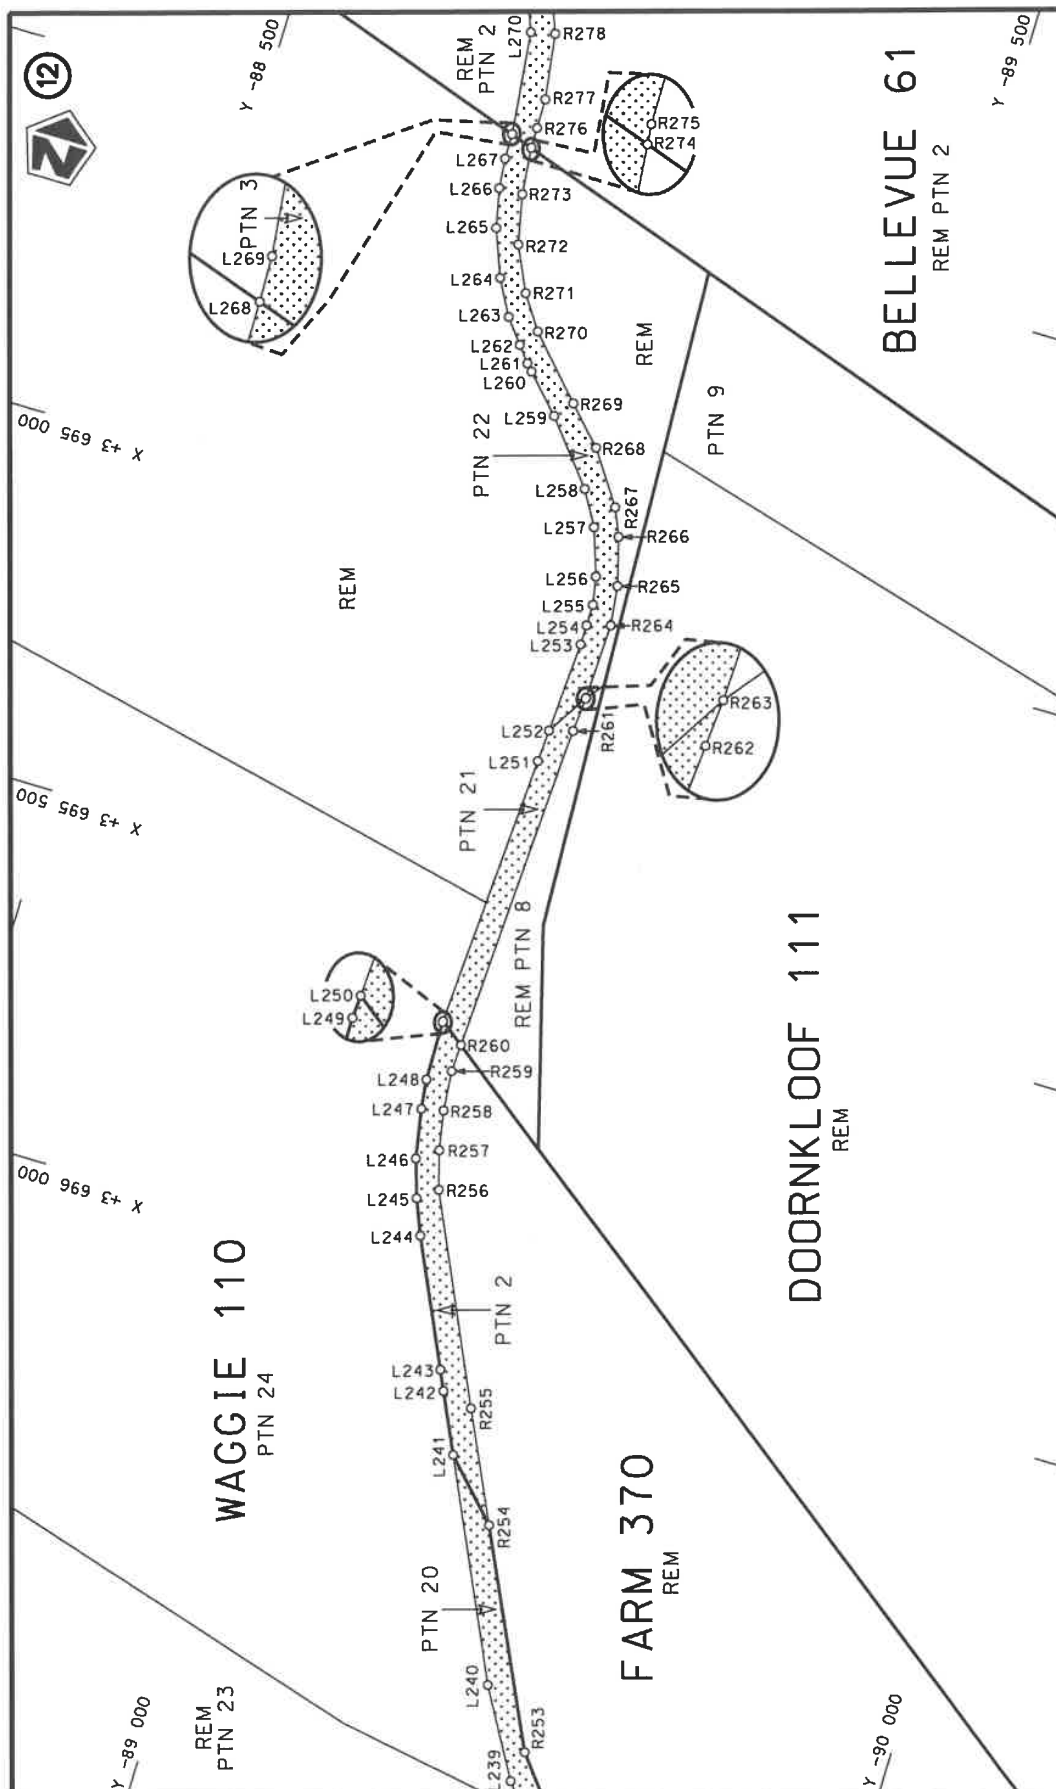 12
N
Y -88 500
REM
PTN 2
L270
R278
Y -89 500
BELLEVUE 61
REM PTN 2
R277
R276
R275
R274
L267
L266
R273
PTN 3
L265
R272
L269
L268
L264
R271
L263
R270
L262
L261
L260
REM
X +3 695 000
L259
R269
PTN 9
PTN 22
R268
L258
R267
L257
R266
REM
L256
R265
L255
L254
R264
L253
R263
L252
R261
R262
L251
PTN 21
X +3 695 500
REM PTN 8
DOORNKLOOF 111
REM
L250
L249
R260
R259
L248
L247
R258
L246
R257
L245
R256
X +3 696 000
L244
PTN 2
WAGGIE 110
PTN 24
L243
L242
R255
L241
R254
FARM 370
REM
PTN 20
L240
R253
L239
REM
PTN 23
Y -89 000
Y -90 000